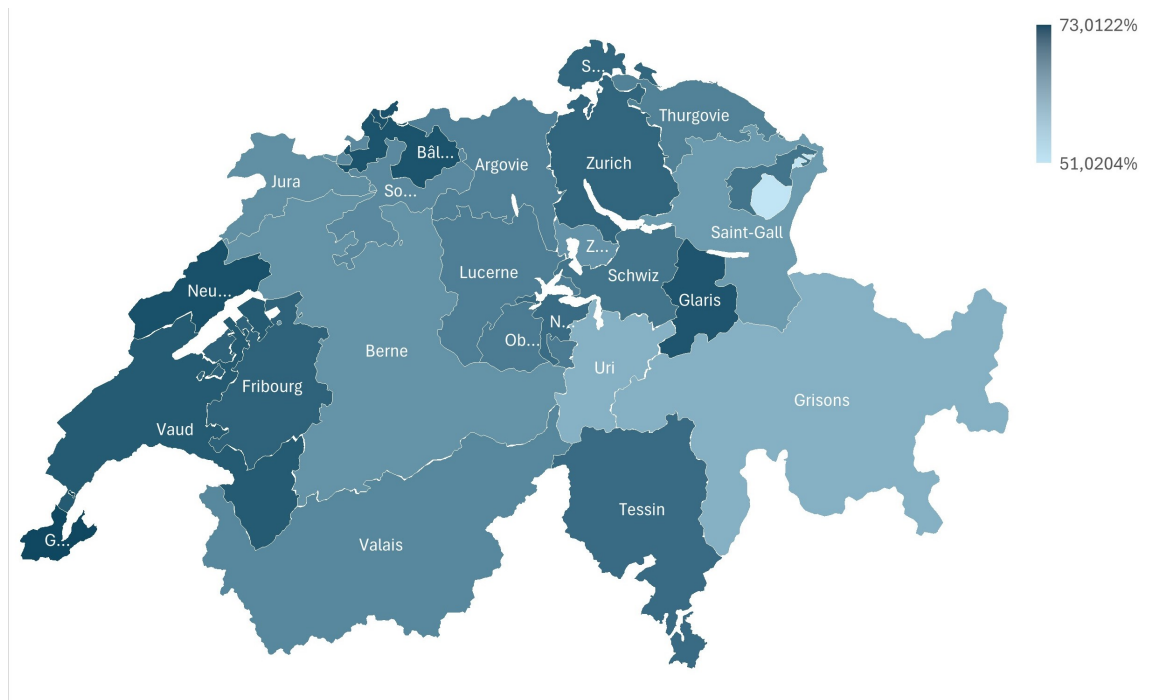 73,0122%
S...
Thurgovie
Bâl...
Argovie
Zurich
51,0204%
Jura
So...
Saint-Gall
Z...
Lucerne
Schwiz
Neu...
Glaris
N...
Ob...
Berne
Uri
Fribourg
Grisons
Vaud
Tessin
G...
Valais